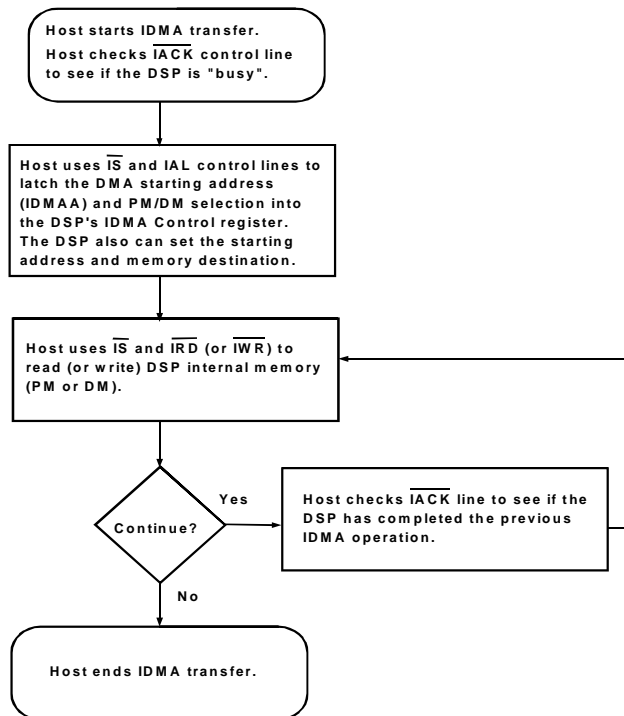 Host starts IDMA transfer.
Host checks IACK control line
to see if the DSP is "busy".
Host uses IS and IAL control lines to
latch the DMA starting address
(IDMAA) and PM/DM selection into
the DSP's IDMA Control register.
The DSP also can set the starting
address and memory destination.
Host uses IS and IRD (or IWR) to
read (or write) DSP internal memory
(PM or DM).
Continue?
Yes
Host checks IACK line to see if the
DSP has completed the previous
IDMA operation.
No
Host ends IDMA transfer.